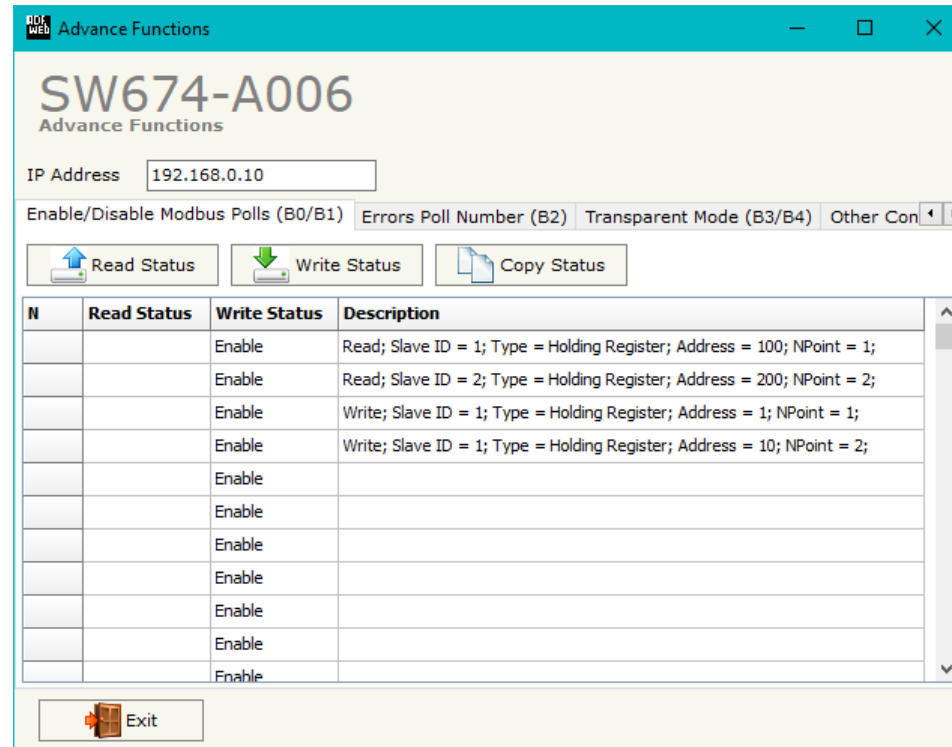 ADF WEB Advance Functions
SW674-A006
Advance Functions
IP Address 192.168.0.10
Enable/Disable Modbus Polls (B0/B1) Errors Poll Number (B2) Transparent Mode (B3/B4) Other Con
Read Status Write Status Copy Status
N Read Status Write Status Description
Enable Read; Slave ID = 1; Type = Holding Register; Address = 100; NPoint = 1;
Enable Read; Slave ID = 2; Type = Holding Register; Address = 200; NPoint = 2;
Enable Write; Slave ID = 1; Type = Holding Register; Address = 1; NPoint = 1;
Enable Write; Slave ID = 1; Type = Holding Register; Address = 10; NPoint = 2;
Enable
Enable
Enable
Enable
Enable
Enable
Enable
Exit